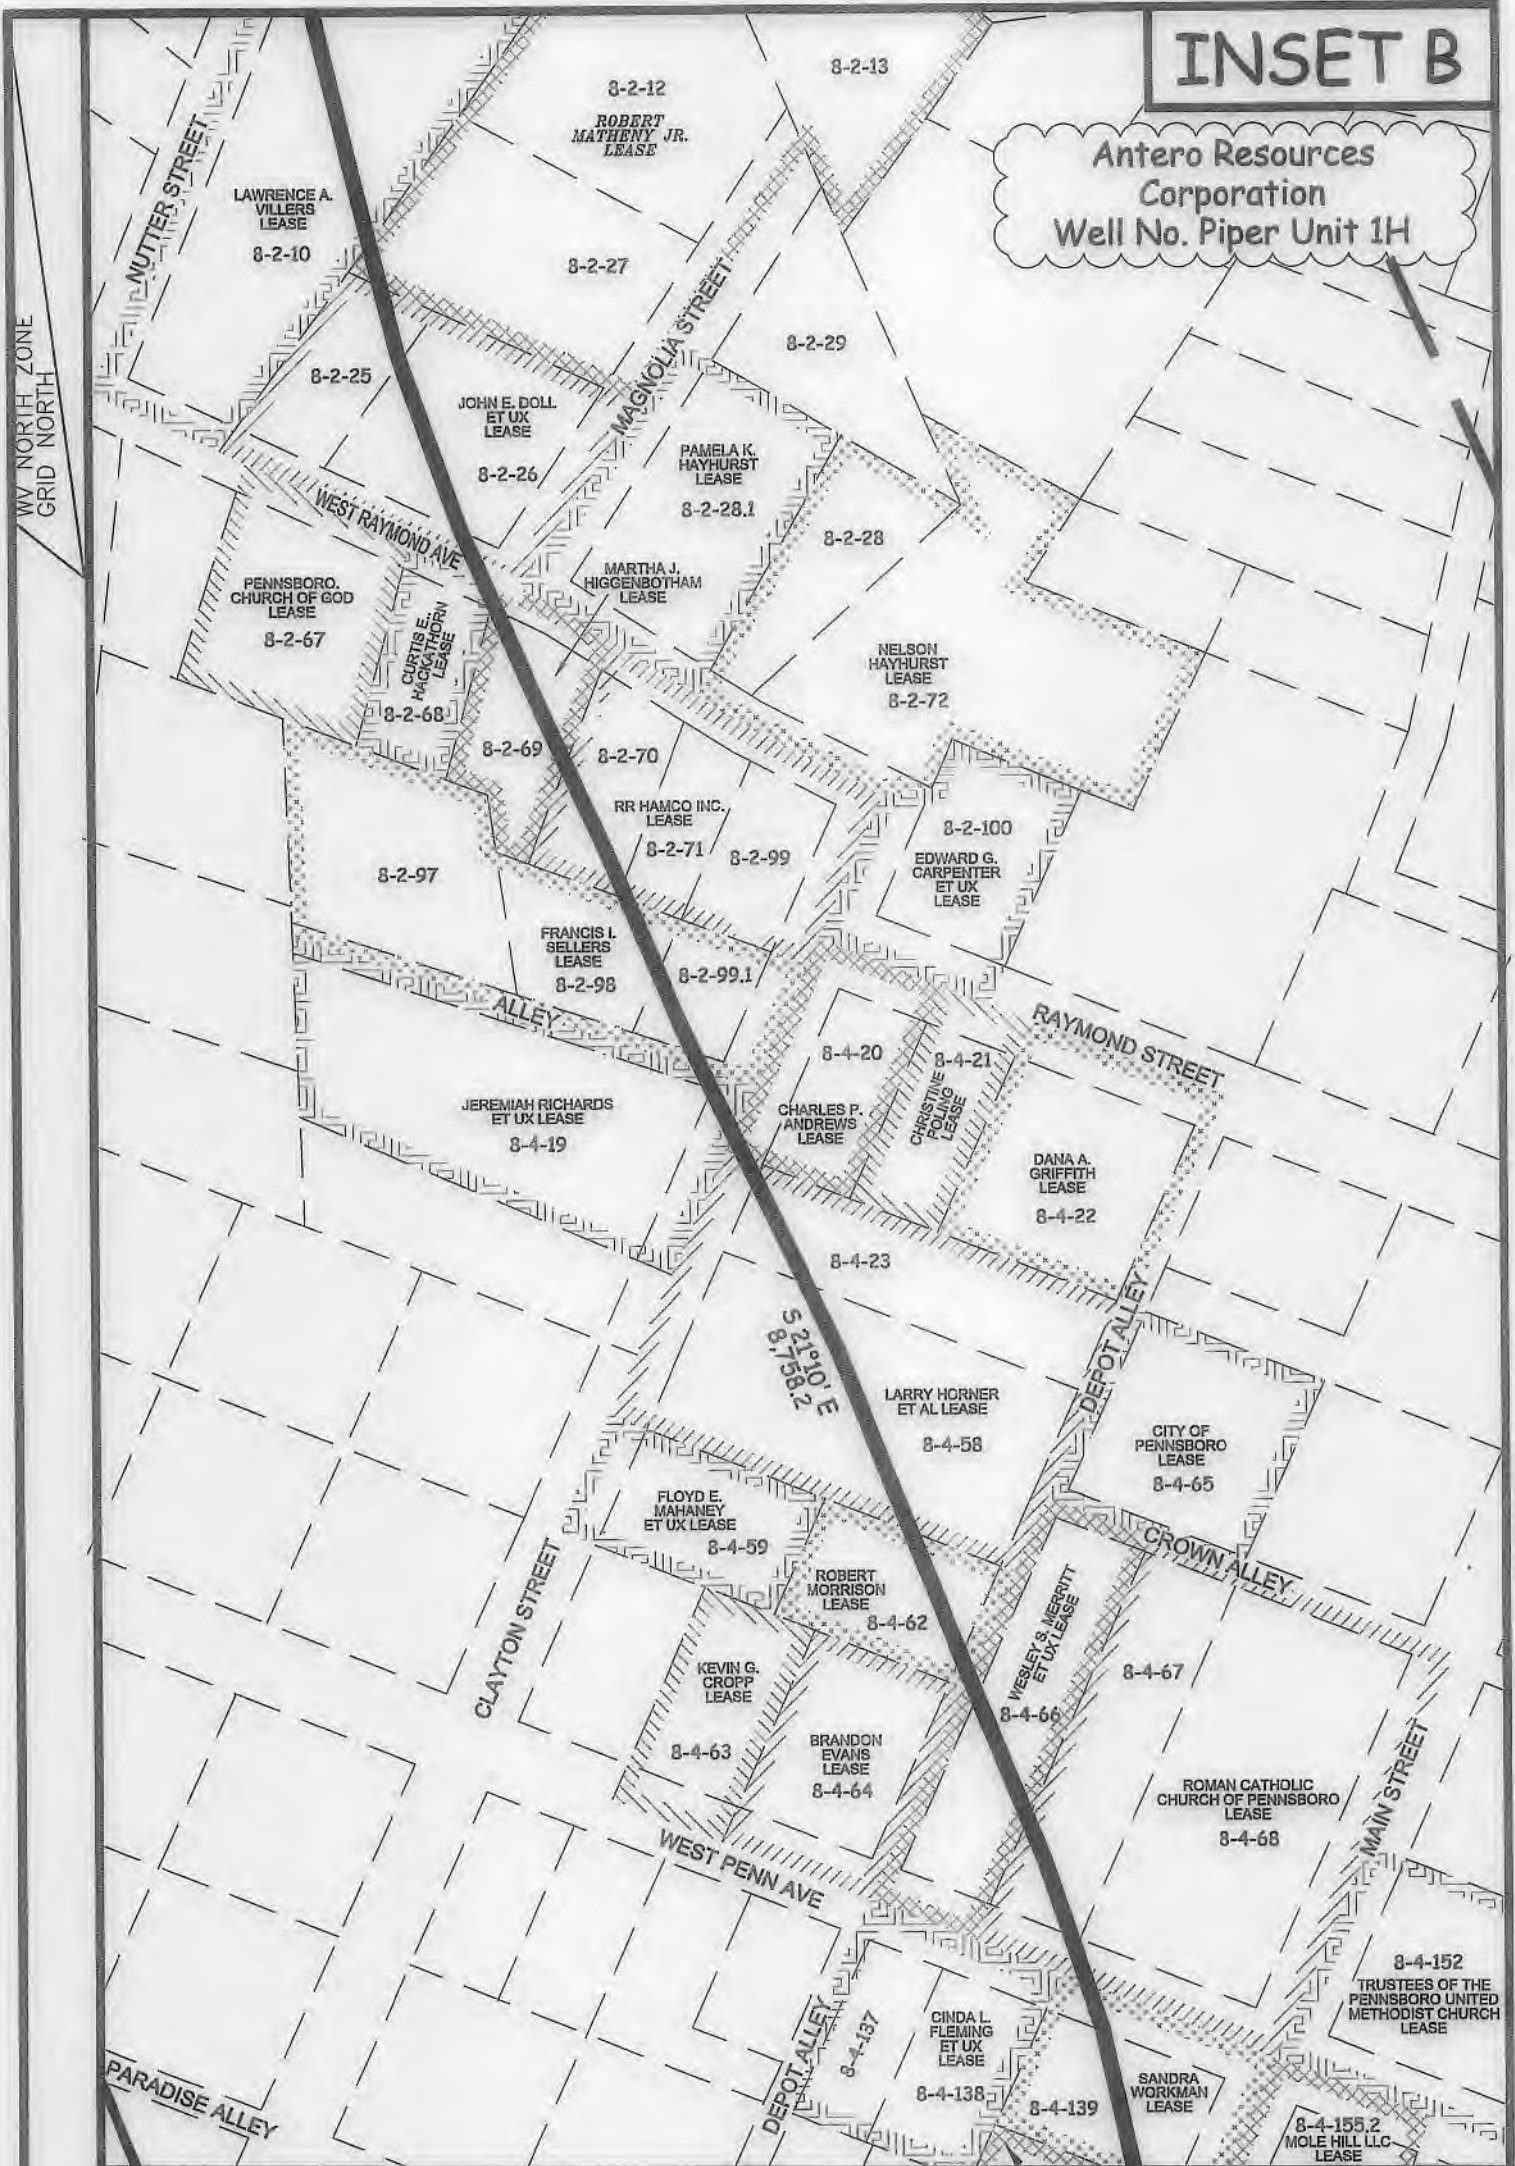 INSET B
Antero Resources
Corporation
Well No. Piper Unit 1H
WV NORTH ZONE
GRID NORTH
8-2-12
ROBERT
MATHENY JR.
LEASE
8-2-13
NUTTER STREET
LAWRENCE A.
VILLERS
LEASE
8-2-10
8-2-27
MAGNOLIA STREET
8-2-29
8-2-25
JOHN E. DOLL
ET UX
LEASE
8-2-26
PAMELA K.
HAYHURST
LEASE
8-2-28.1
8-2-28
WEST RAYMOND AVE
MARTHA J.
HIGGENBOTHAM
LEASE
PENNSBORO.
CHURCH OF GOD
LEASE
8-2-67
CURTIS E.
HACKATHORN
LEASE
8-2-68
NELSON
HAYHURST
LEASE
8-2-72
8-2-69
8-2-70
RR HAMCO INC.
LEASE
8-2-71
8-2-99
8-2-100
EDWARD G.
CARPENTER
ET UX
LEASE
8-2-97
FRANCIS I.
SELLERS
LEASE
8-2-98
8-2-99.1
ALLEY
RAYMOND STREET
8-4-20
8-4-21
CHRISTINE
POLING
LEASE
CHARLES P.
ANDREWS
LEASE
JEREMIAH RICHARDS
ET UX LEASE
8-4-19
DANA A.
GRIFFITH
LEASE
8-4-22
8-4-23
S 21°10' E
8,758.2
DEPOT ALLEY
LARRY HORNER
ET AL LEASE
8-4-58
CITY OF
PENNSBORO
LEASE
8-4-65
FLOYD E.
MAHANEY
ET UX LEASE
8-4-59
CROWN ALLEY
ROBERT
MORRISON
LEASE
8-4-62
WESLEY S. MERRITT
ET UX LEASE
8-4-66
8-4-67
CLAYTON STREET
KEVIN G.
CROPP
LEASE
8-4-63
BRANDON
EVANS
LEASE
8-4-64
ROMAN CATHOLIC
CHURCH OF PENNSBORO
LEASE
8-4-68
MAIN STREET
WEST PENN AVE
8-4-152
TRUSTEES OF THE
PENNSBORO UNITED
METHODIST CHURCH
LEASE
DEPOT ALLEY
8-4-137
CINDA L.
FLEMING
ET UX
LEASE
8-4-138
8-4-139
SANDRA
WORKMAN
LEASE
PARADISE ALLEY
8-4-155.2
MOLE HILL LLC
LEASE